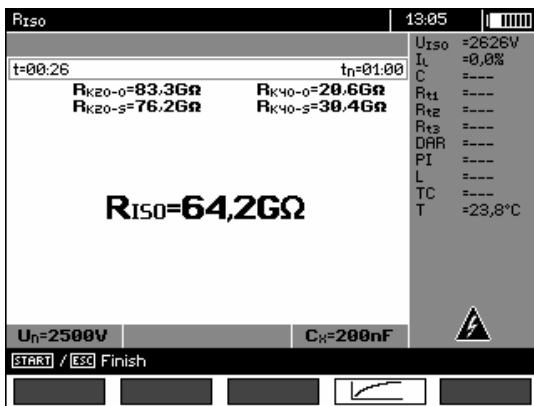 RISO 13:05
t=00:26 tn=01:00
RK20-O=83,3GΩ RK40-O=20,6GΩ
RK20-S=76,2GΩ RK40-S=30,4GΩ
RISO=64,2GΩ
UISO =2626V
IL =0,0%
C =---
Rt1 =---
Rt2 =---
Rt3 =---
DAR =---
PI =---
L =---
TC =---
T =23,8°C
Un=2500V CX=200nF
START / ESC Finish